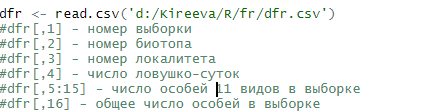 dfr <- read.csv('d:/Kireeva/R/fr/dfr.csv')
#dfr[,1] - номер выборки
#dfr[,2] - номер биотопа
#dfr[,3] - номер локалитета
#dfr[,4] - число ловушко-суток
#dfr[,5:15] - число особей 11 видов в выборке
#dfr[,16] - общее число особей в выборке